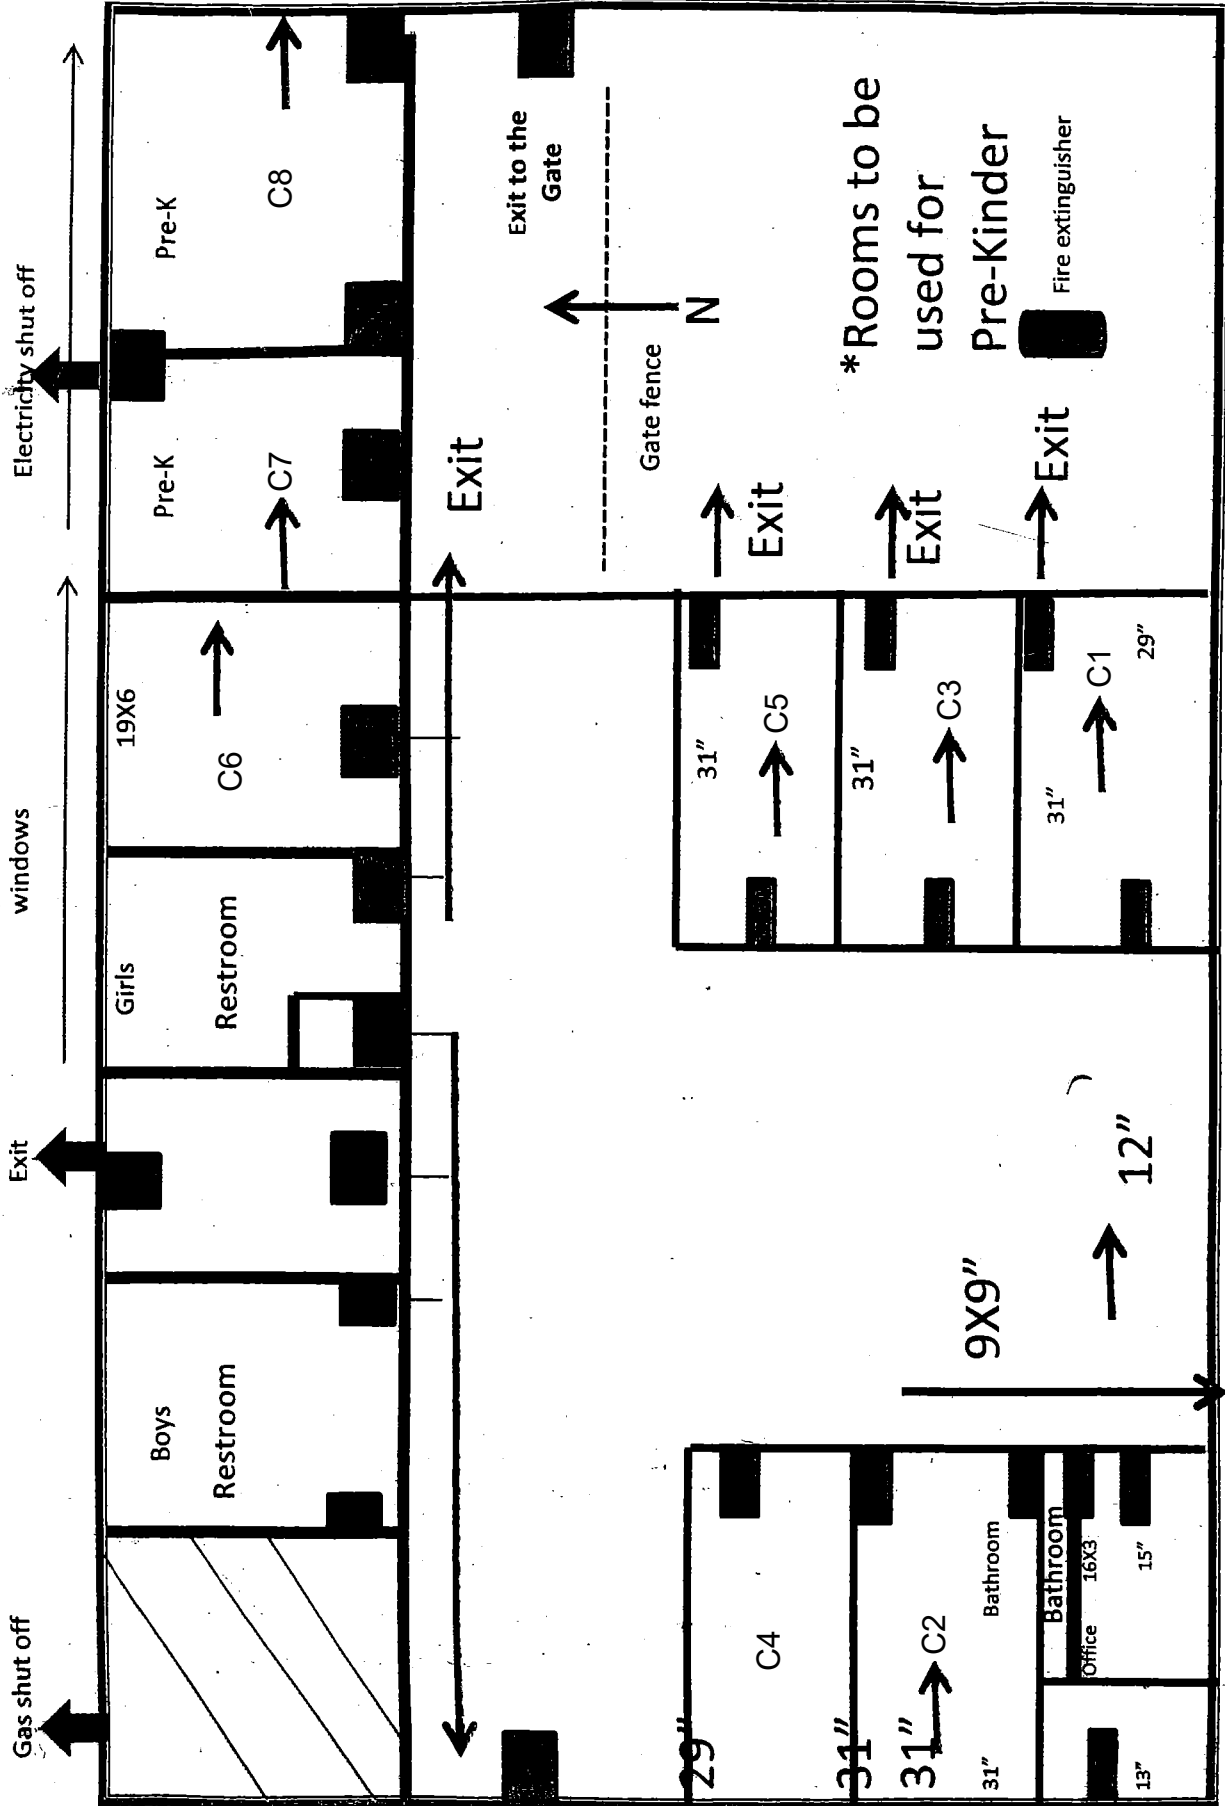 Gas shut off
Exit
windows
Electricity shut off
Boys
Restroom
Girls
Restroom
19X6
C6
Pre-K
C7
Pre-K
C8
Exit
Exit to the
Gate
Gate fence
N
29”
C4
31”
31”
C2
31”
Bathroom
Bathroom
16X3
Office
15”
13”
9X9”
12”
31”
C5
Exit
31”
C3
Exit
31”
C1
29”
Exit
*Rooms to be
used for
Pre-Kinder
Fire extinguisher